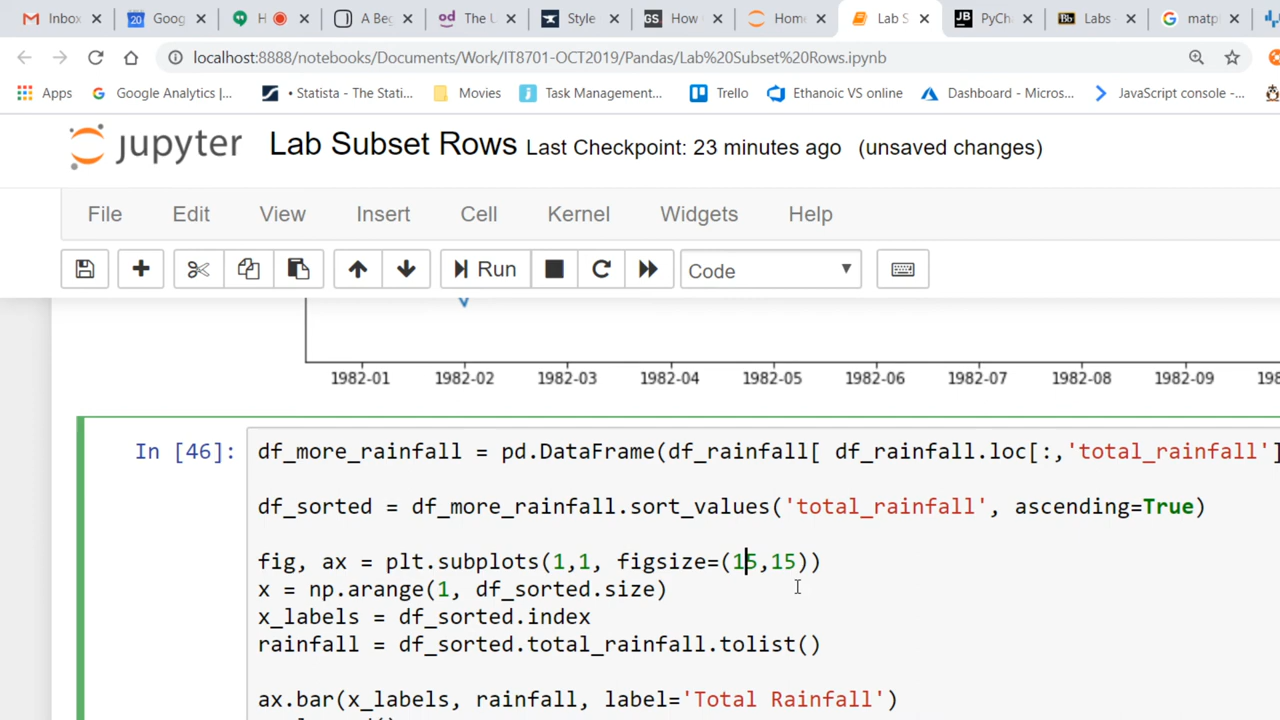 Inbox Goog H A Beg The U Style GS How Home Lab S JB PyCha Bb Labs matp
localhost:8888/notebooks/Documents/Work/IT8701-OCT2019/Pandas/Lab%20Subset%20Rows.ipynb
Apps Google Analytics |... • Statista - The Stati... Movies Task Management... Trello Ethanoic VS online Dashboard - Micros... JavaScript console -...
jupyter Lab Subset Rows Last Checkpoint: 23 minutes ago (unsaved changes)
File Edit View Insert Cell Kernel Widgets Help
Run Code
1982-01 1982-02 1982-03 1982-04 1982-05 1982-06 1982-07 1982-08 1982-09 198
In [46]: df_more_rainfall = pd.DataFrame(df_rainfall[ df_rainfall.loc[:,'total_rainfall']
df_sorted = df_more_rainfall.sort_values('total_rainfall', ascending=True)
fig, ax = plt.subplots(1,1, figsize=(15,15))
x = np.arange(1, df_sorted.size)
x_labels = df_sorted.index
rainfall = df_sorted.total_rainfall.tolist()
ax.bar(x_labels, rainfall, label='Total Rainfall')